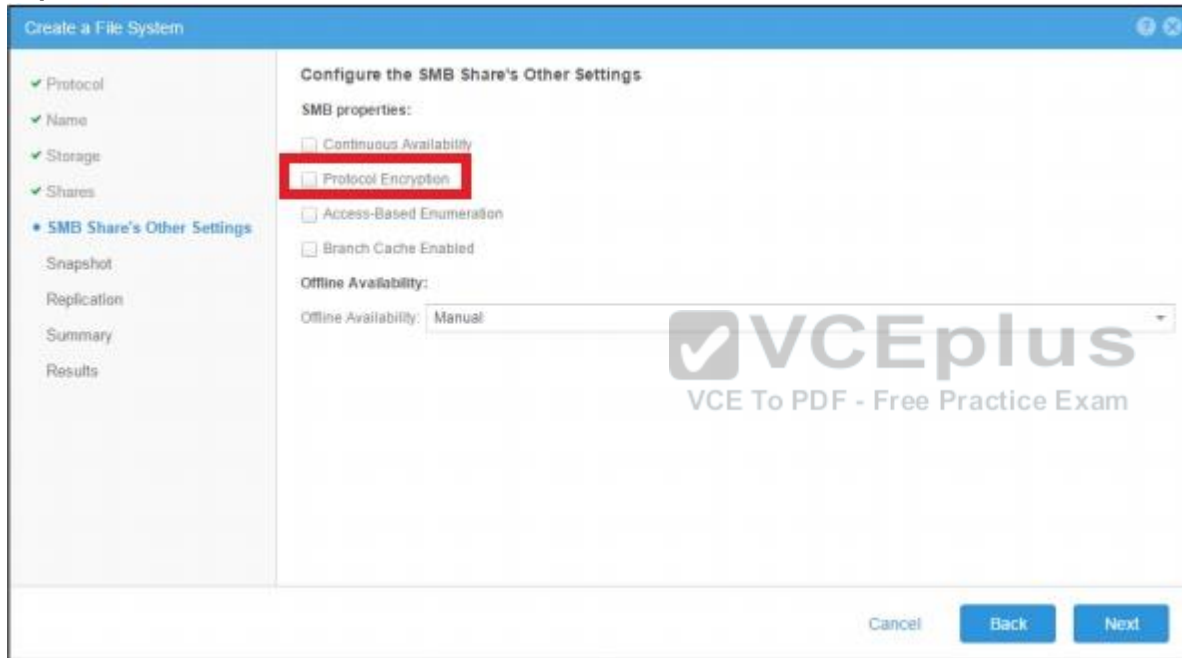 Create a File System
Protocol
Name
Storage
Shares
SMB Share's Other Settings
Snapshot
Replication
Summary
Results
Configure the SMB Share's Other Settings
SMB properties:
Continuous Availability
Protocol Encryption
Access-Based Enumeration
Branch Cache Enabled
Offline Availability:
Offline Availability: Manual
VCEplus
VCE To PDF - Free Practice Exam
Cancel Back Next